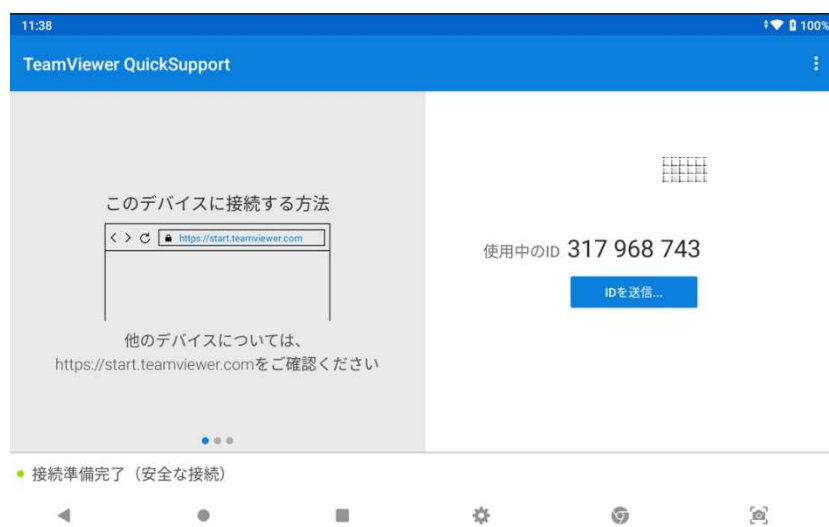 11:38
100%
TeamViewer QuickSupport
このデバイスに接続する方法
https://start.teamviewer.com
他のデバイスについては、
https://start.teamviewer.comをご確認ください
使用中のID 317 968 743
IDを送信...
接続準備完了（安全な接続）